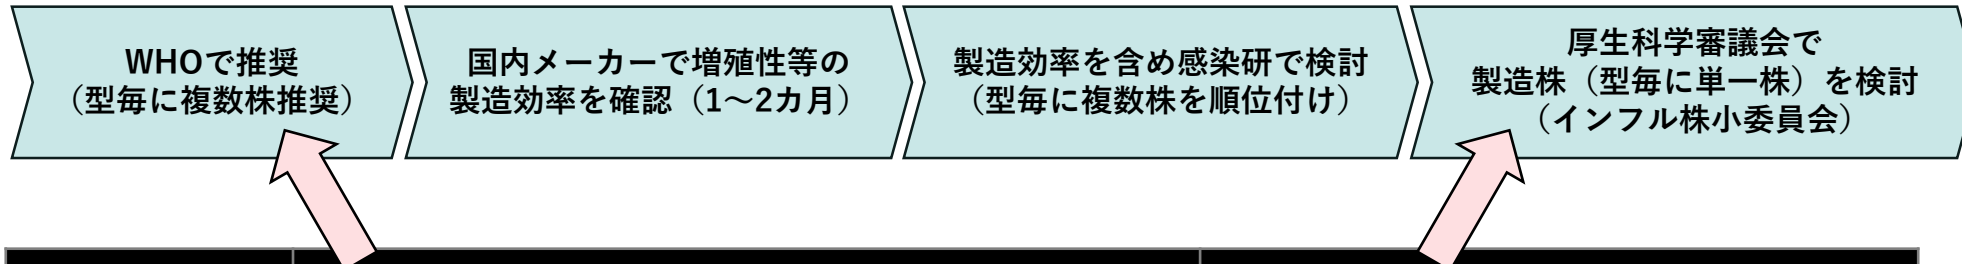 WHOで推奨
（型毎に複数株推奨）
国内メーカーで増殖性等の
製造効率を確認（1～2カ月）
製造効率を含め感染研で検討
（型毎に複数株を順位付け）
厚生科学審議会で
製造株（型毎に単一株）を検討
（インフル株小委員会）